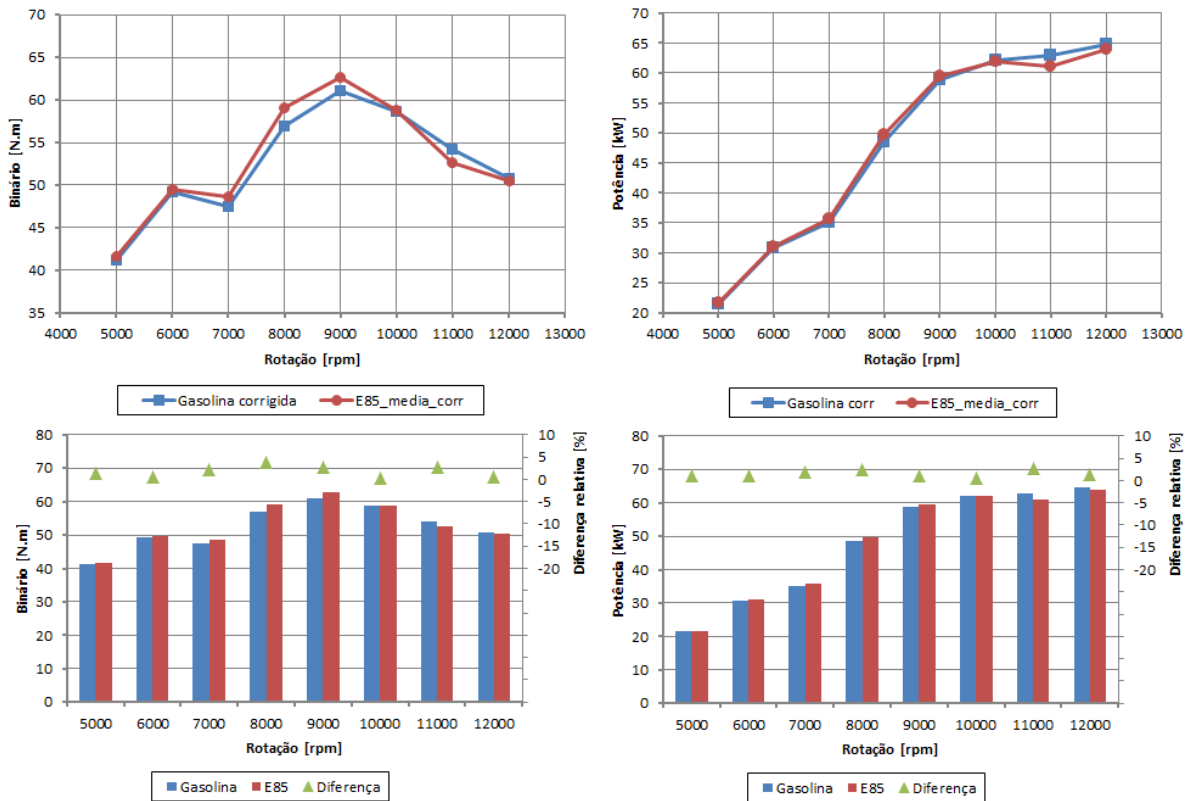 70
65
60
55
50
45
40
35
Binário [N.m]
4000 5000 6000 7000 8000 9000 10000 11000 12000 13000
Rotação [rpm]
Gasolina corrigida E85_media_corr
70
65
60
55
50
45
40
35
30
25
20
Potência [kW]
4000 5000 6000 7000 8000 9000 10000 11000 12000 13000
Rotação [rpm]
Gasolina corr E85_media_corr
80
70
60
50
40
30
20
10
0
Binário [N.m]
10
5
0
-5
-10
-15
-20
Diferença relativa [%]
5000 6000 7000 8000 9000 10000 11000 12000
Rotação [rpm]
Gasolina E85 Diferença
80
70
60
50
40
30
20
10
0
Potência [kW]
10
5
0
-5
-10
-15
-20
Diferença relativa [%]
5000 6000 7000 8000 9000 10000 11000 12000
Rotação [rpm]
Gasolina E85 Diferença